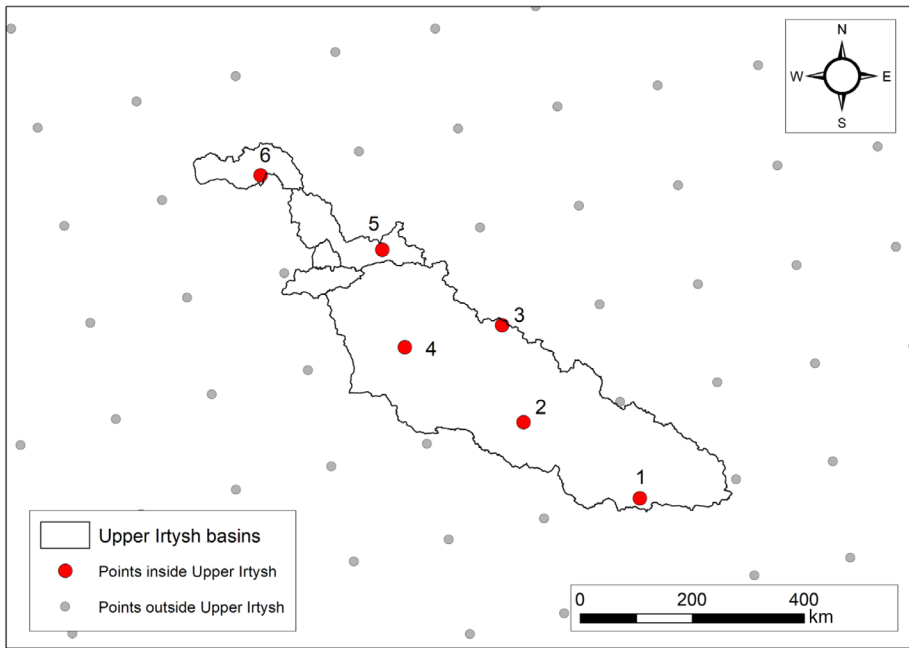 N
W E
S
6
5
3
4
2
1
Upper Irtysh basins
Points inside Upper Irtysh
Points outside Upper Irtysh
0 200 400
km